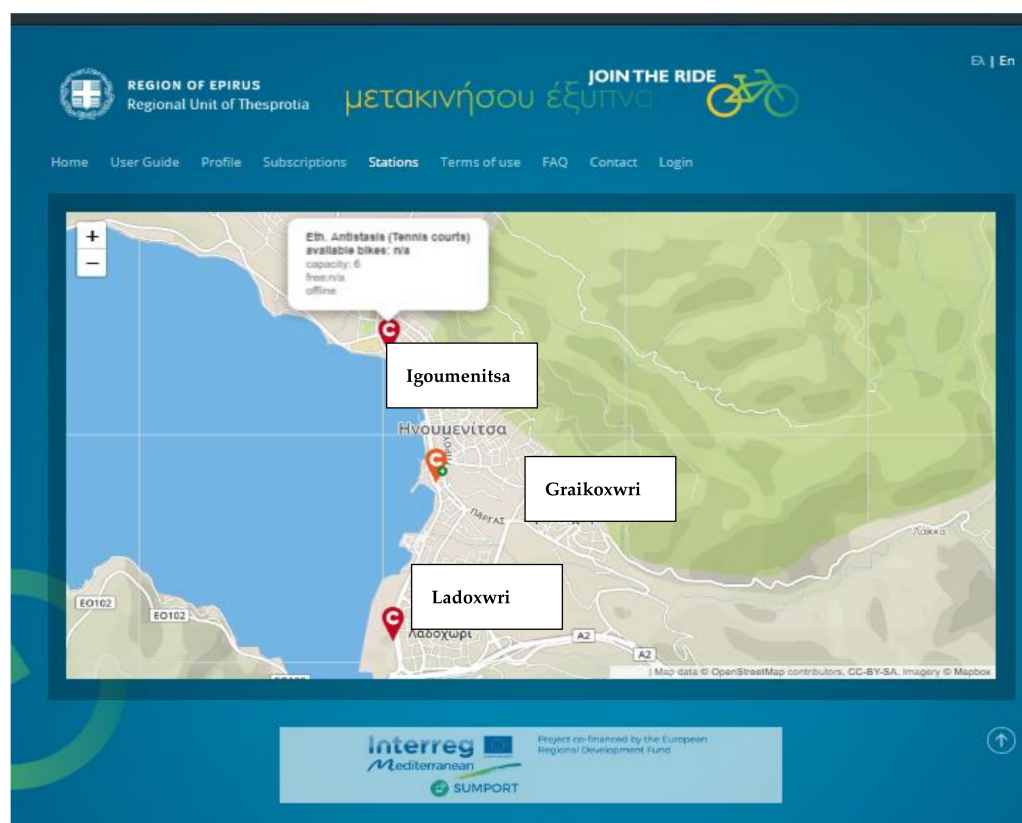 Ελ | En
REGION OF EPIRUS
Regional Unit of Thesprotia
JOIN THE RIDE
μετακινήσου έξυπνα
Home User Guide Profile Subscriptions Stations Terms of use FAQ Contact Login
+
−
Eth. Antistasis (Tennis courts)
available bikes: n/a
capacity: 6
free:n/a
offline
Igoumenitsa
Ηγουμενίτσα
Graikoxwri
ΠΑΡΓΑΣ
Λάκκα
Ladoxwri
Λαδοχώρι
EO102
EO102
A2
A2
| Map data © OpenStreetMap contributors, CC-BY-SA, Imagery © Mapbox
Interreg
Mediterranean
SUMPORT
Project co-financed by the European
Regional Development Fund